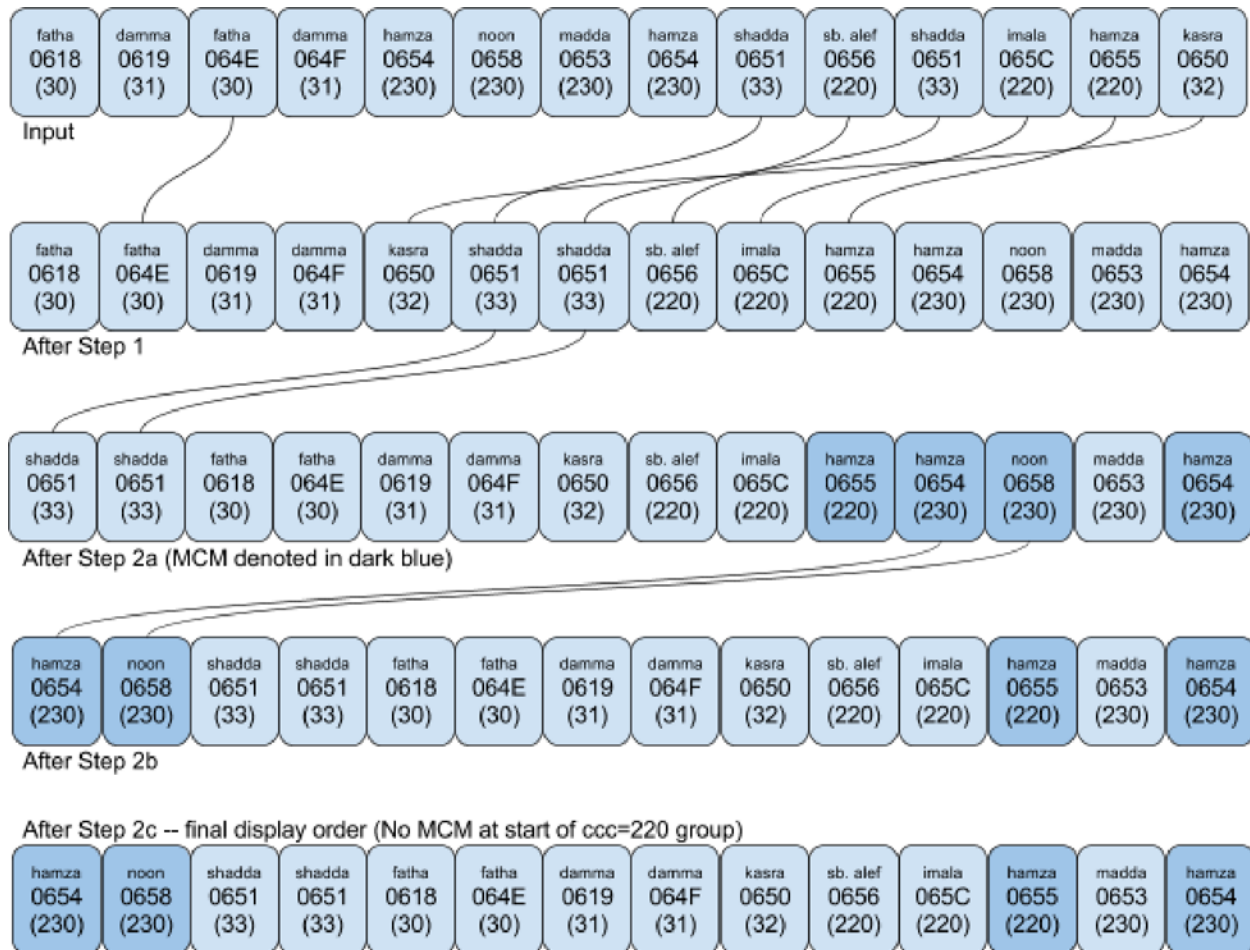 fatha damma fatha damma hamza noon madda hamza shadda sb. alef shadda imala hamza kasra
0618 0619 064E 064F 0654 0658 0653 0654 0651 0656 0651 065C 0655 0650
(30) (31) (30) (31) (230) (230) (230) (230) (33) (220) (33) (220) (220) (32)
Input
fatha fatha damma damma kasra shadda shadda sb. alef imala hamza hamza noon madda hamza
0618 064E 0619 064F 0650 0651 0651 0656 065C 0655 0654 0658 0653 0654
(30) (30) (31) (31) (32) (33) (33) (220) (220) (220) (230) (230) (230) (230)
After Step 1
shadda shadda fatha fatha damma damma kasra sb. alef imala hamza hamza noon madda hamza
0651 0651 0618 064E 0619 064F 0650 0656 065C 0655 0654 0658 0653 0654
(33) (33) (30) (30) (31) (31) (32) (220) (220) (220) (230) (230) (230) (230)
After Step 2a (MCM denoted in dark blue)
hamza noon shadda shadda fatha fatha damma damma kasra sb. alef imala hamza madda hamza
0654 0658 0651 0651 0618 064E 0619 064F 0650 0656 065C 0655 0653 0654
(230) (230) (33) (33) (30) (30) (31) (31) (32) (220) (220) (220) (230) (230)
After Step 2b
After Step 2c -- final display order (No MCM at start of ccc=220 group)
hamza noon shadda shadda fatha fatha damma damma kasra sb. alef imala hamza madda hamza
0654 0658 0651 0651 0618 064E 0619 064F 0650 0656 065C 0655 0653 0654
(230) (230) (33) (33) (30) (30) (31) (31) (32) (220) (220) (220) (230) (230)